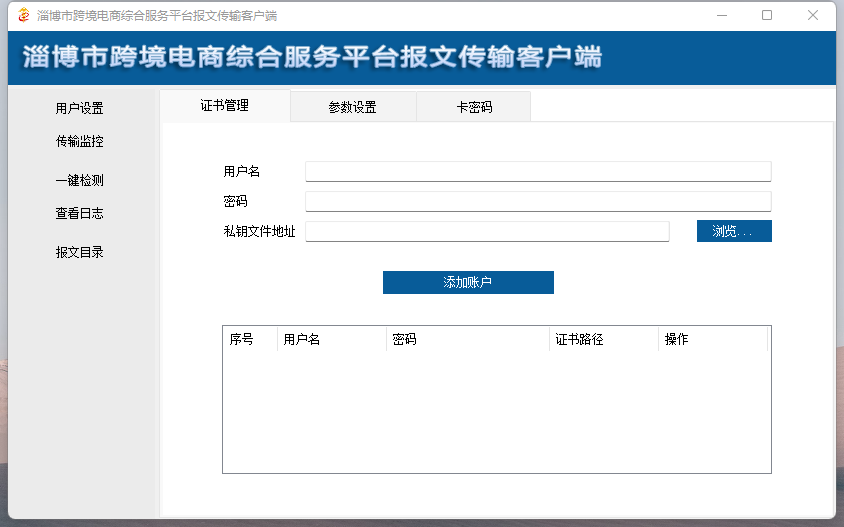 淄博市跨境电商综合服务平台报文传输客户端
淄博市跨境电商综合服务平台报文传输客户端
用户设置
传输监控
一键检测
查看日志
报文目录
证书管理 参数设置 卡密码
用户名
密码
私钥文件地址 浏览...
添加账户
序号 用户名 密码 证书路径 操作